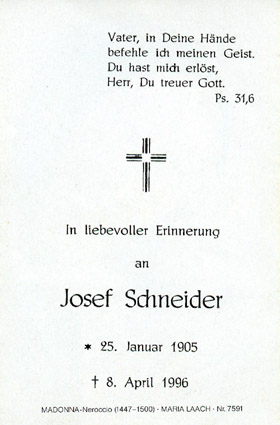 Vater, in Deine Hände
befehle ich meinen Geist.
Du hast mich erlöst,
Herr, Du treuer Gott.
Ps. 31,6
In liebevoller Erinnerung
an
Josef Schneider
* 25. Januar 1905
† 8. April 1996
MADONNA-Neroccio (1447-1500) · MARIA LAACH · Nr. 7591